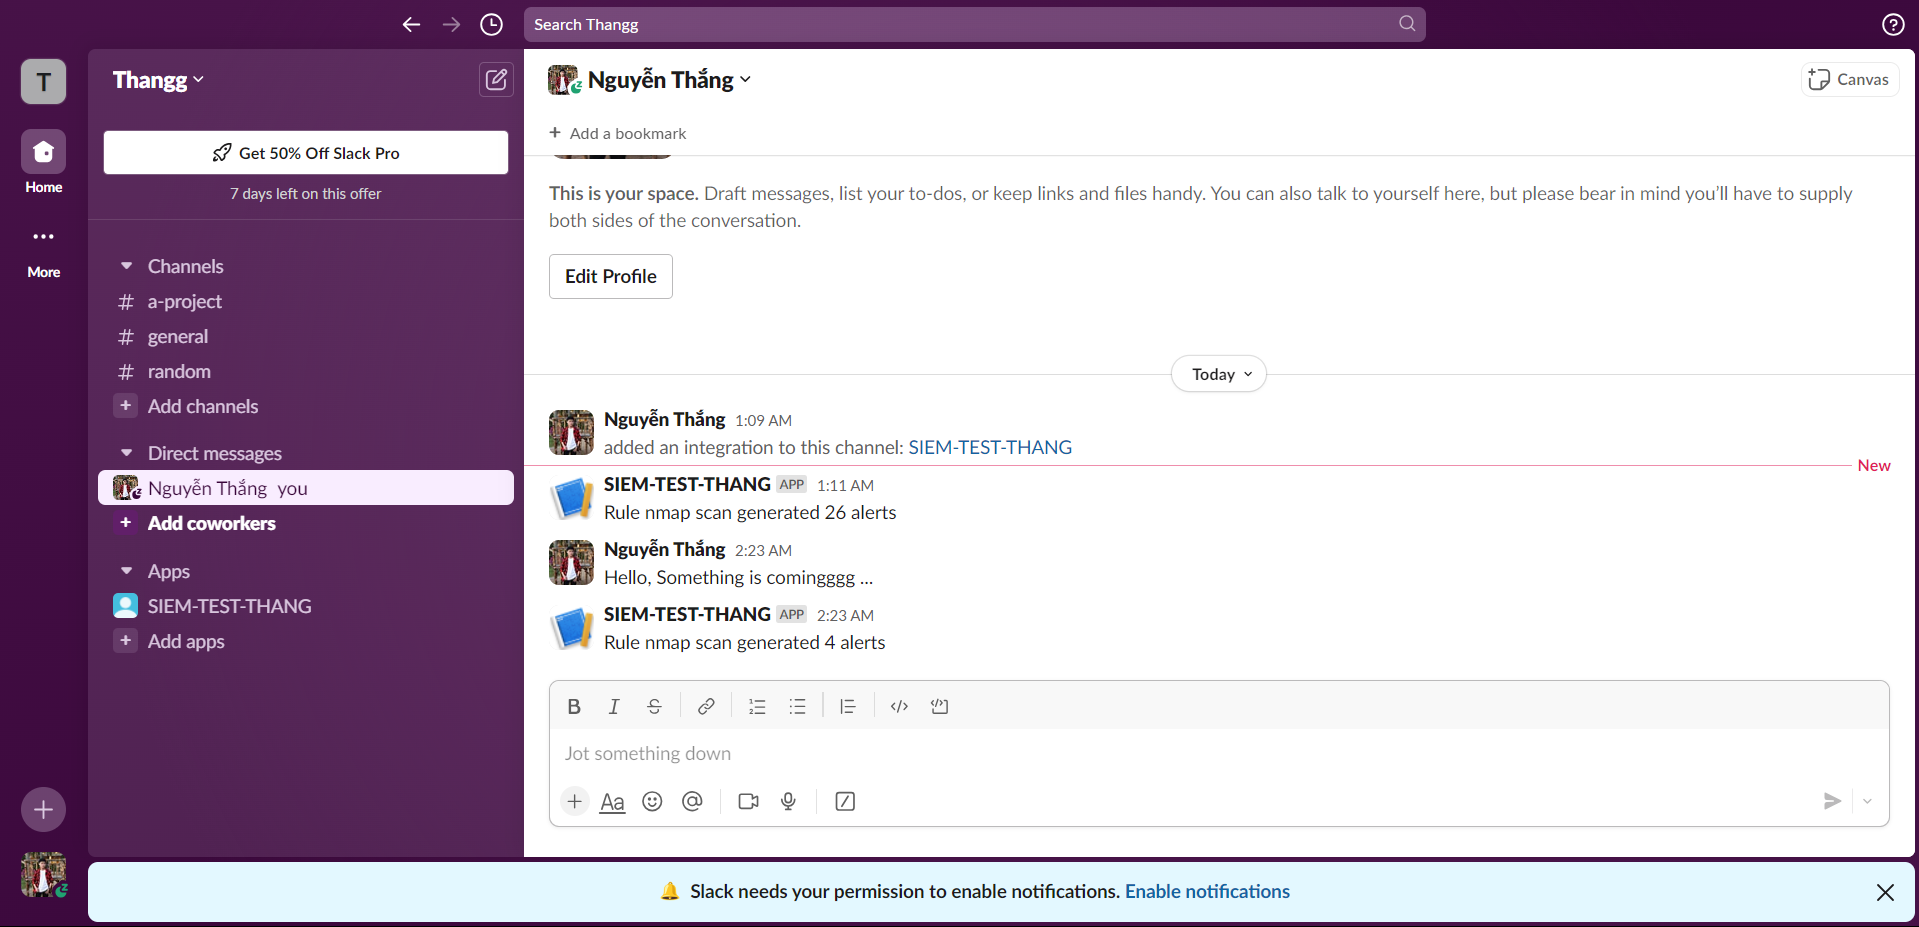 Search Thangg
T
Home
More
Thangg
Get 50% Off Slack Pro
7 days left on this offer
Channels
# a-project
# general
# random
+ Add channels
Direct messages
Nguyễn Thắng you
+ Add coworkers
Apps
SIEM-TEST-THANG
+ Add apps
Nguyễn Thắng
Canvas
+ Add a bookmark
This is your space. Draft messages, list your to-dos, or keep links and files handy. You can also talk to yourself here, but please bear in mind you’ll have to supply
both sides of the conversation.
Edit Profile
Today
Nguyễn Thắng 1:09 AM
added an integration to this channel: SIEM-TEST-THANG
New
SIEM-TEST-THANG APP 1:11 AM
Rule nmap scan generated 26 alerts
Nguyễn Thắng 2:23 AM
Hello, Something is comingggg ...
SIEM-TEST-THANG APP 2:23 AM
Rule nmap scan generated 4 alerts
Jot something down
Aa
Slack needs your permission to enable notifications. Enable notifications